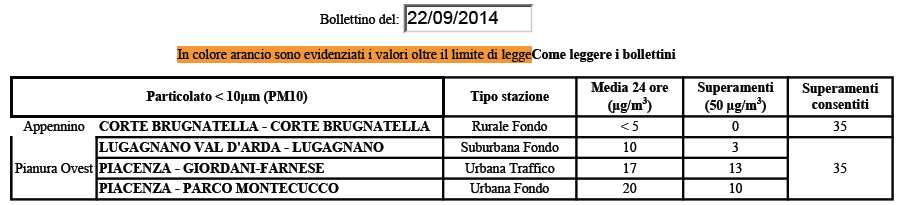 Bollettino del: 22/09/2014
In colore arancio sono evidenziati i valori oltre il limite di leggeCome leggere i bollettini
Particolato < 10µm (PM10) Tipo stazione Media 24 ore (µg/m³) Superamenti (50 µg/m³) Superamenti consentiti
Appennino CORTE BRUGNATELLA - CORTE BRUGNATELLA Rurale Fondo < 5 0 35
Pianura Ovest LUGAGNANO VAL D'ARDA - LUGAGNANO Suburbana Fondo 10 3 35
PIACENZA - GIORDANI-FARNESE Urbana Traffico 17 13
PIACENZA - PARCO MONTECUCCO Urbana Fondo 20 10